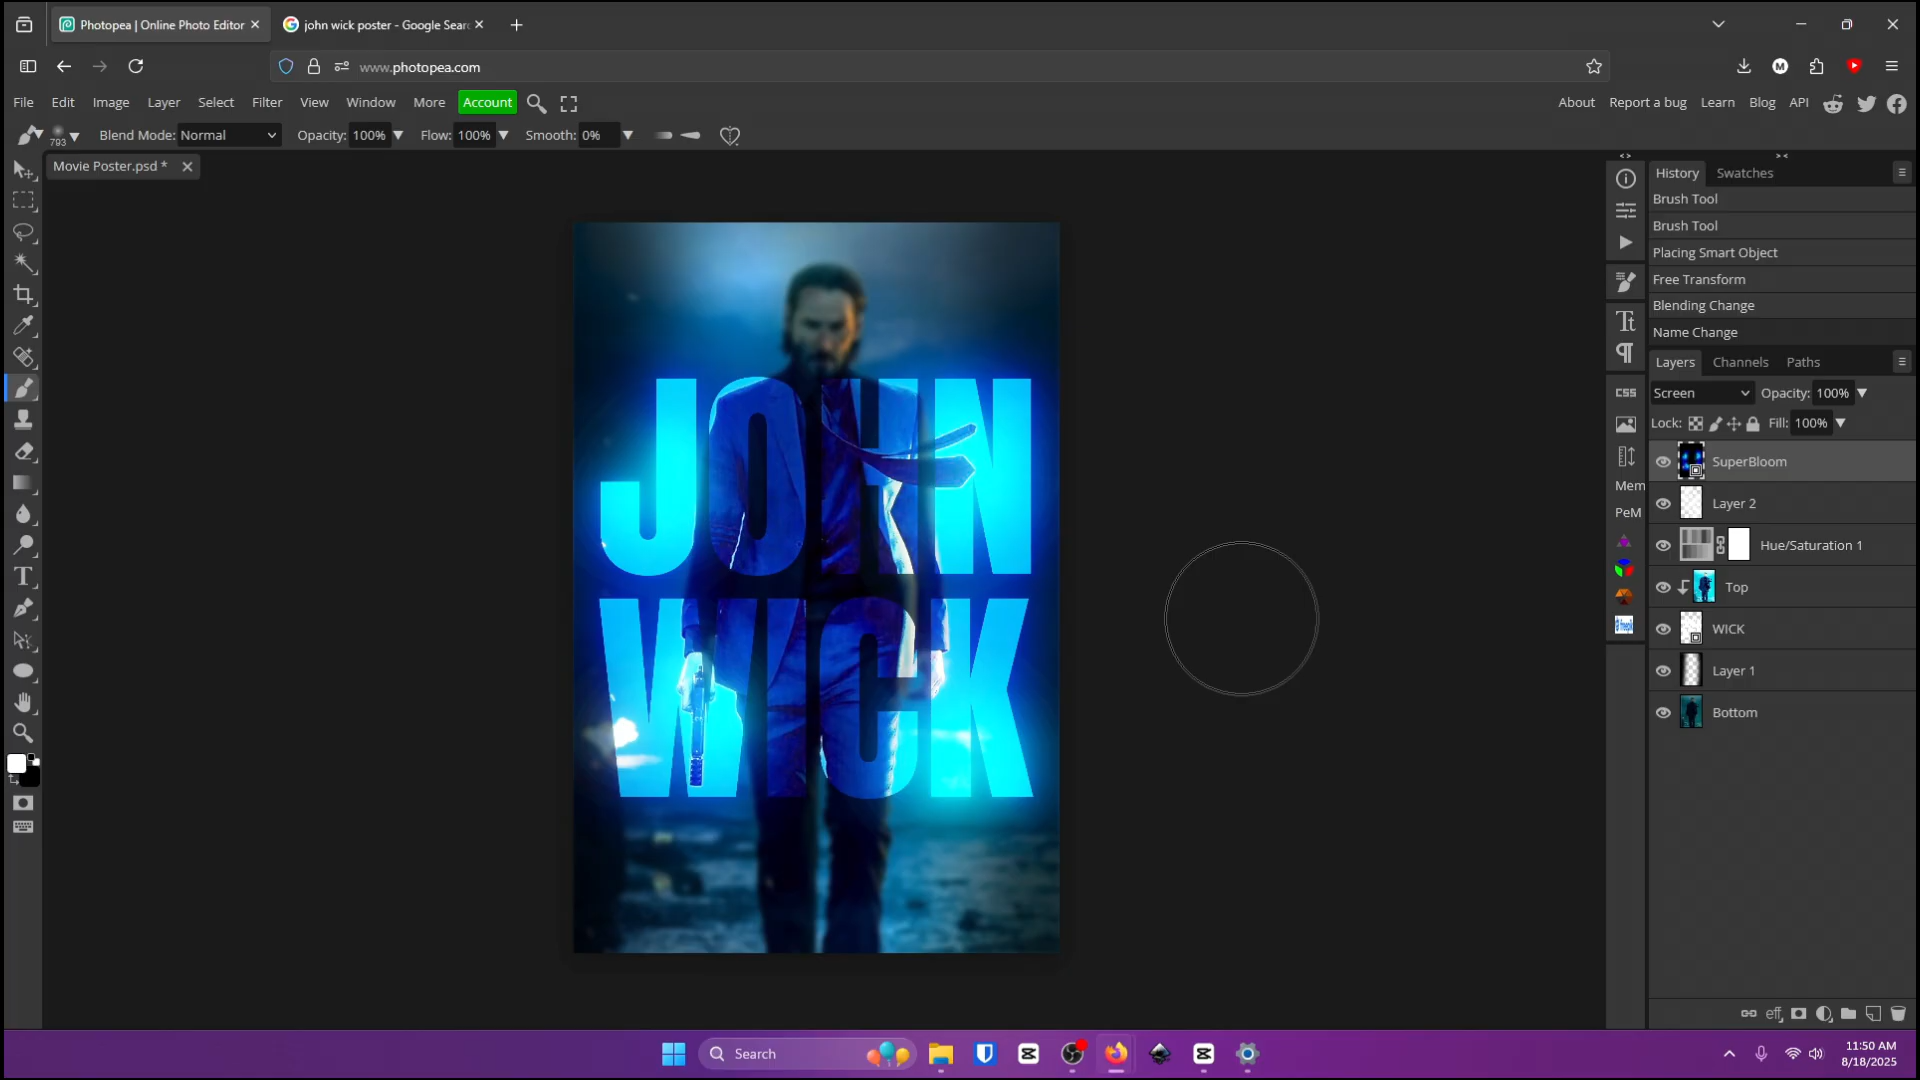 Photopea | Online Photo Editor
john wick poster - Google Sear
www.photopea.com
M
File Edit Image Layer Select Filter View Window More Account
About Report a bug Learn Blog API
793 Blend Mode: Normal Opacity: 100% Flow: 100% Smooth: 0%
Movie Poster.psd *
History Swatches
Brush Tool
Brush Tool
Placing Smart Object
Free Transform
Blending Change
Name Change
Layers Channels Paths
Screen Opacity: 100%
Lock: Fill: 100%
SuperBloom
Layer 2
Hue/Saturation 1
Top
WICK
Layer 1
Bottom
CSS
Mem
PeM
JOHN
WICK
eff
Search
11:50 AM
8/18/2025